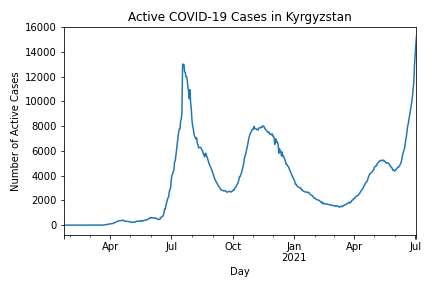 Active COVID-19 Cases in Kyrgyzstan
16000
14000
12000
10000
8000
6000
4000
2000
0
Number of Active Cases
Apr Jul Oct Jan Apr Jul
2021
Day